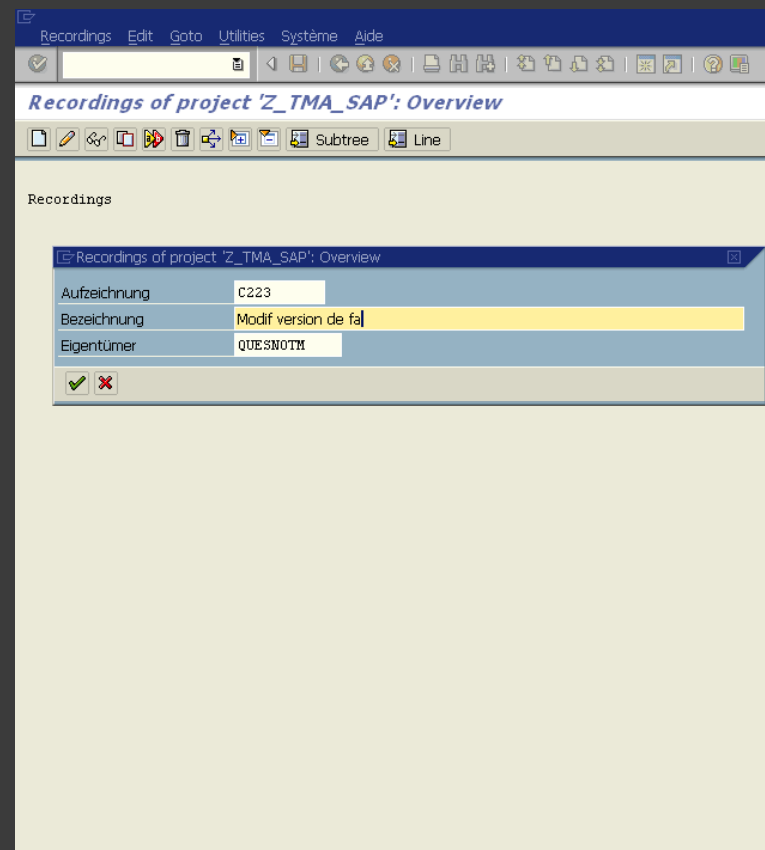 Recordings Edit Goto Utilities Système Aide
Recordings of project 'Z_TMA_SAP': Overview
Subtree Line
Recordings
Recordings of project 'Z_TMA_SAP': Overview
Aufzeichnung C223
Bezeichnung Modif version de fa
Eigentümer QUESNOTM